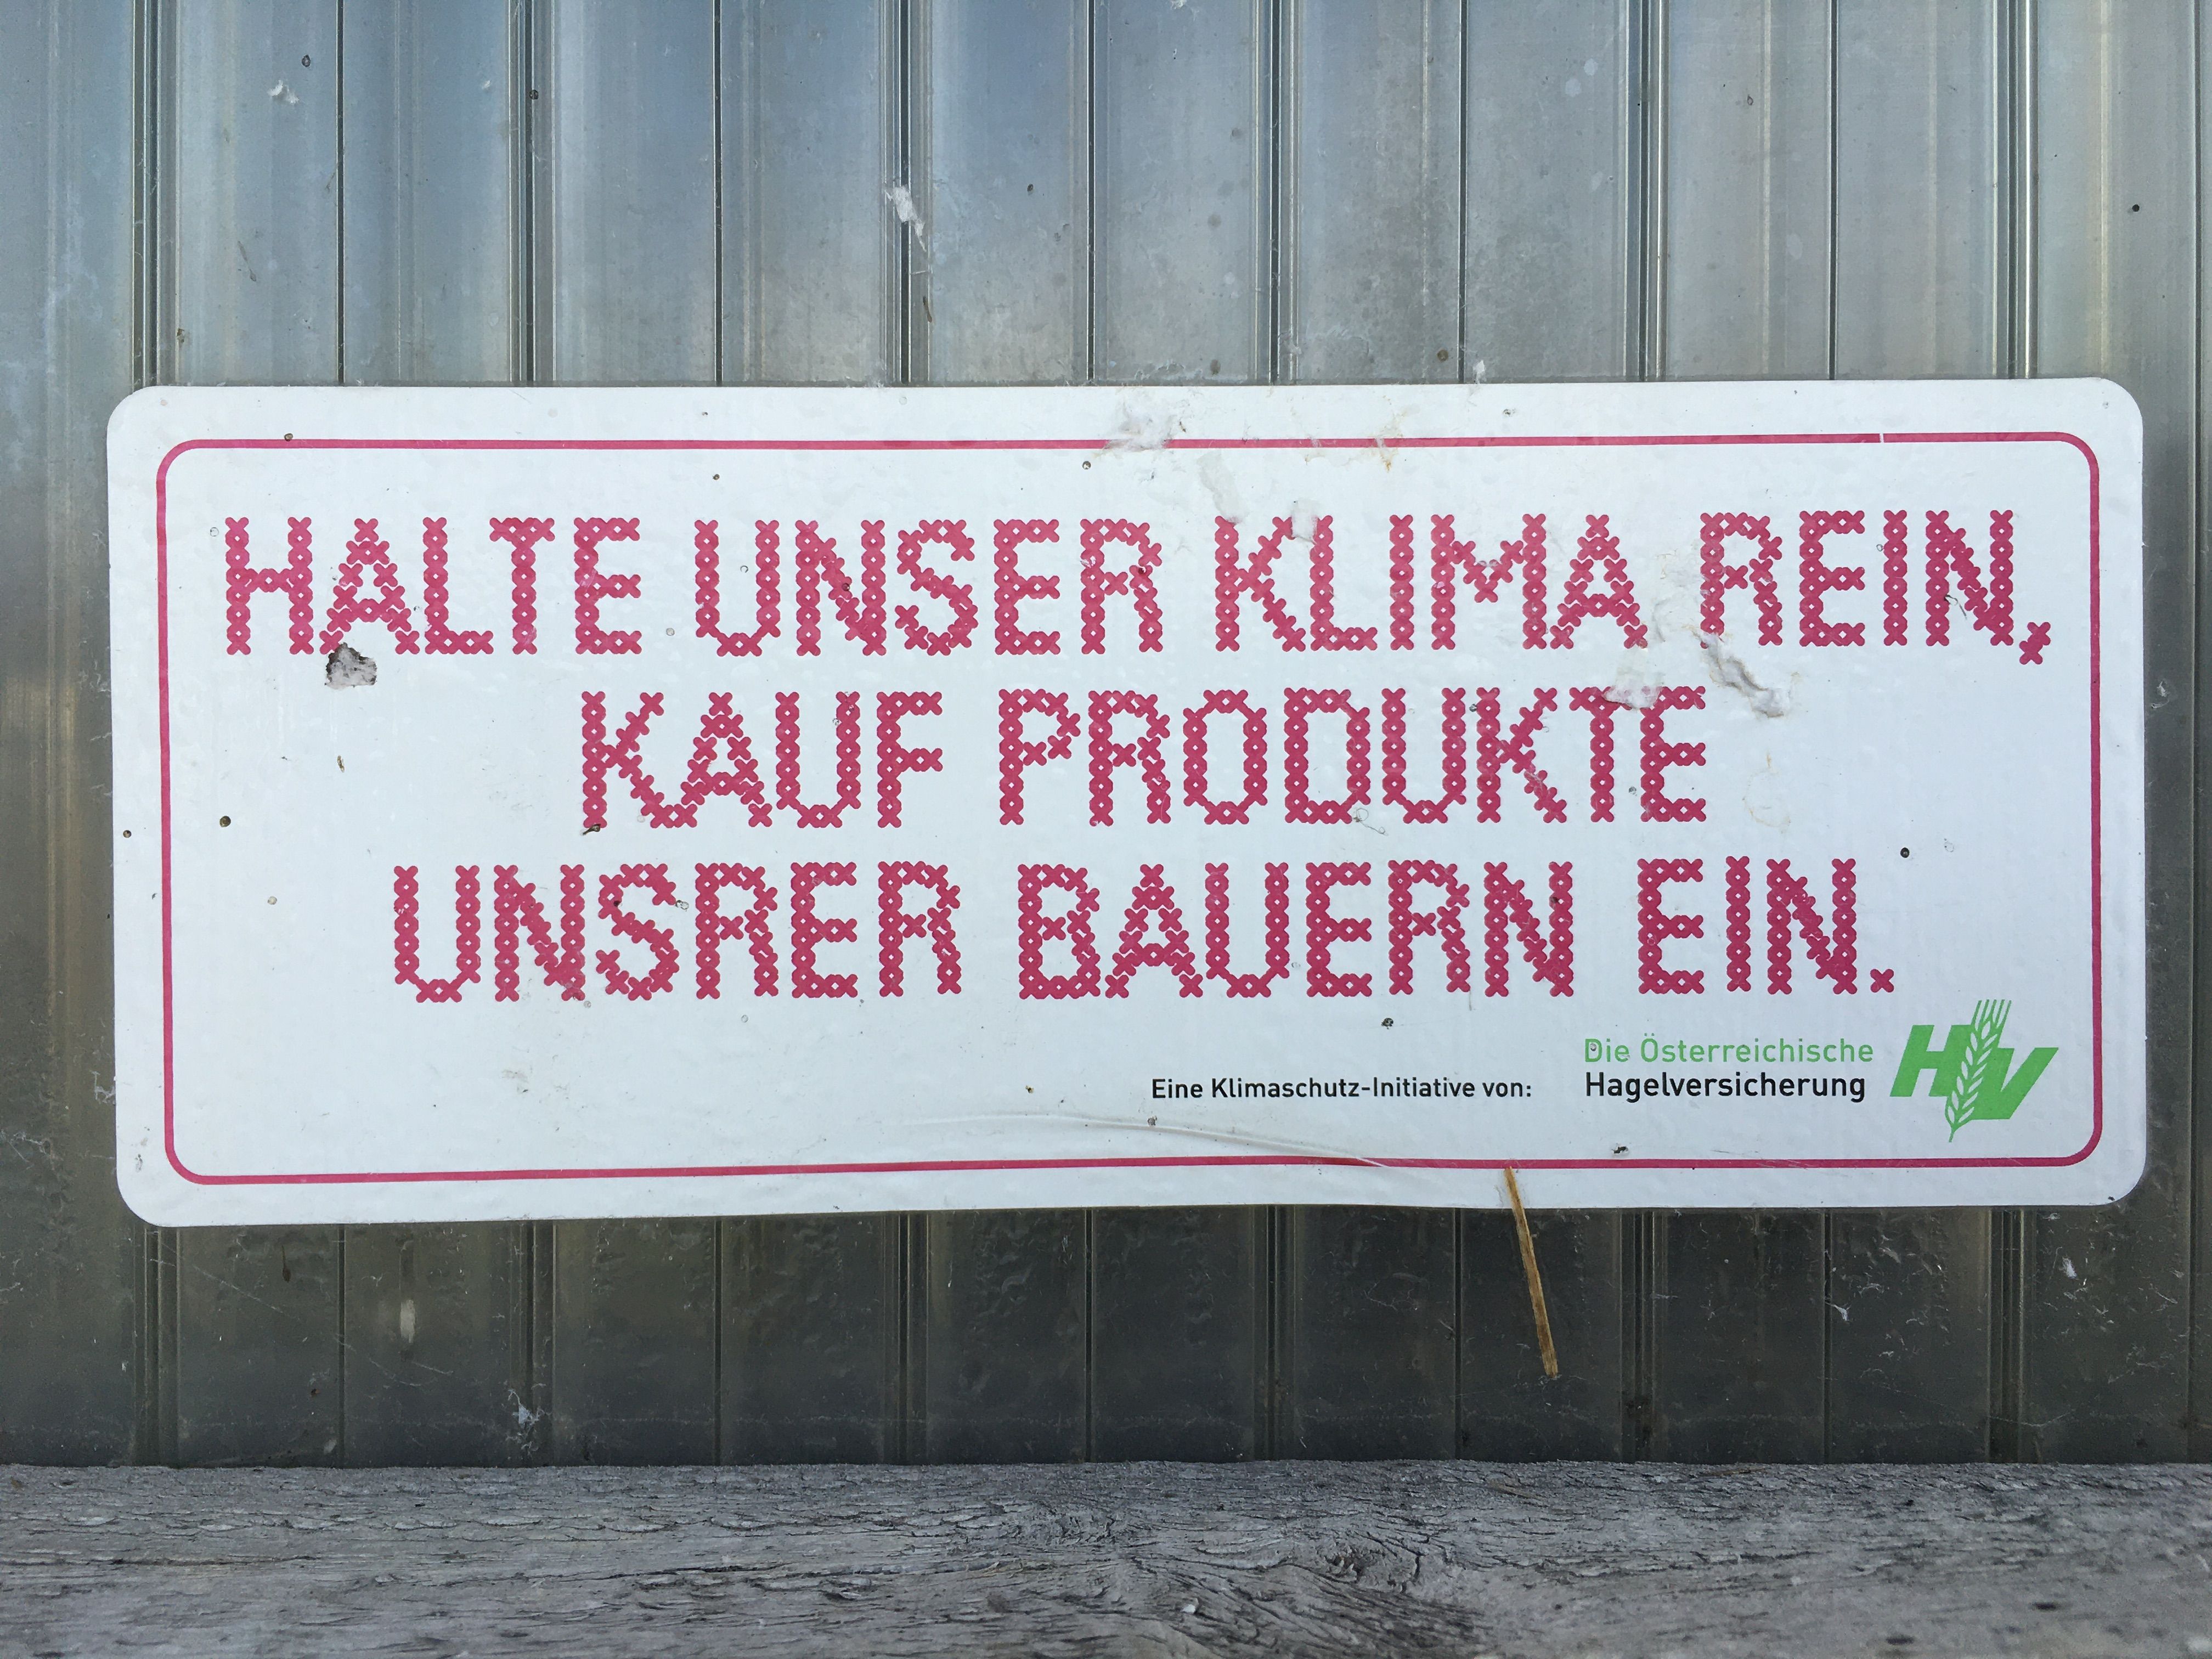 HALTE UNSER KLIMA REIN,
KAUF PRODUKTE
UNSRER BAUERN EIN.
Eine Klimaschutz-Initiative von:
Die Österreichische
Hagelversicherung
HV